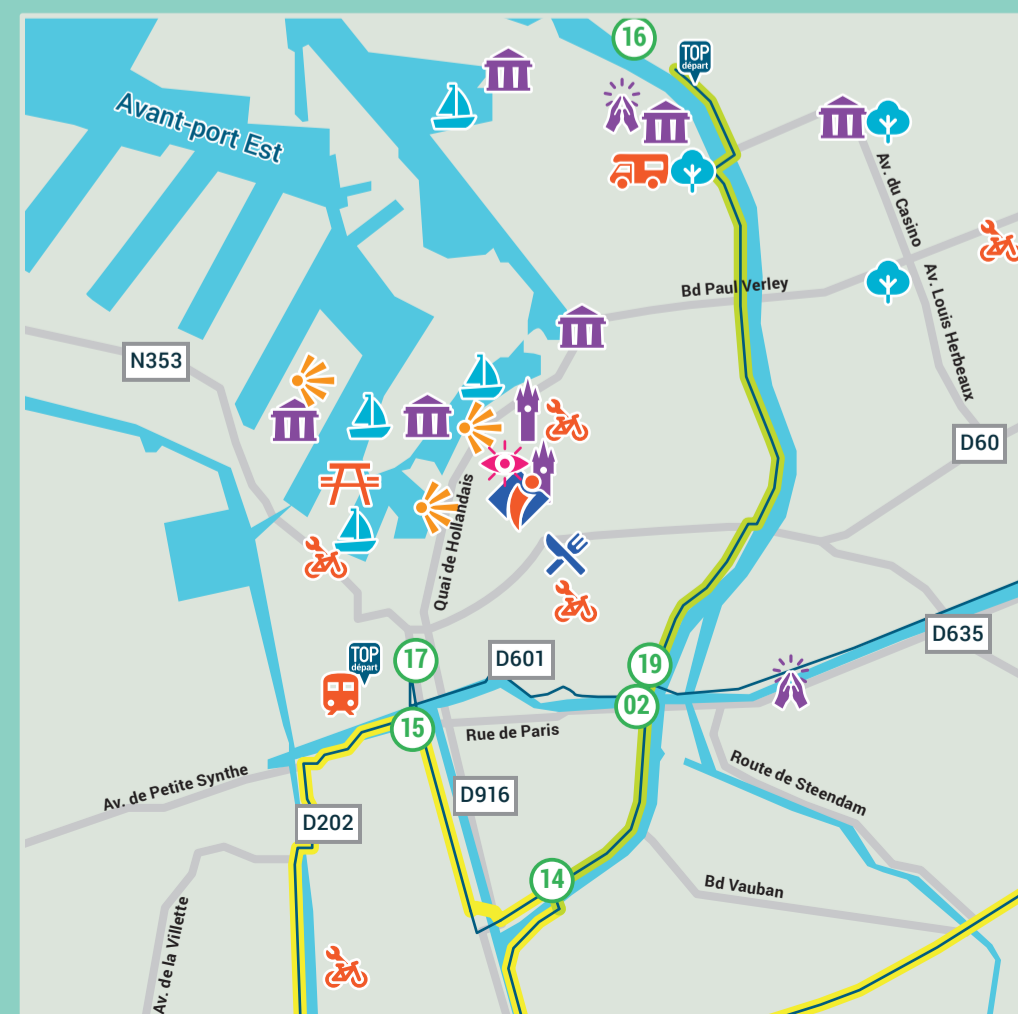 16
TOP
départ
Avant-port Est
Av. du Casino
Bd Paul Verley
Av. Louis Herbeaux
N353
D60
Quai de Hollandais
D635
TOP
départ
17
D601
19
02
15
Rue de Paris
Av. de Petite Synthe
D916
Route de Steendam
D202
14
Bd Vauban
Av. de la Villette